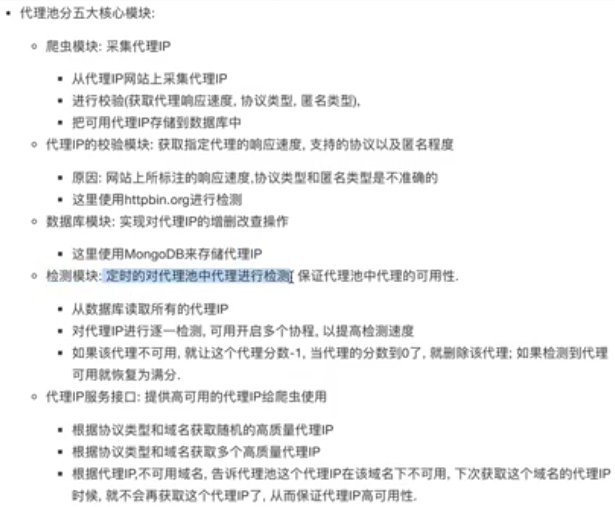 代理池分五大核心模块:
爬虫模块: 采集代理IP
从代理IP网站上采集代理IP
进行校验(获取代理响应速度, 协议类型, 匿名类型),
把可用代理IP存储到数据库中
代理IP的校验模块: 获取指定代理的响应速度, 支持的协议以及匿名程度
原因: 网站上所标注的响应速度,协议类型和匿名类型是不准确的
这里使用httpbin.org进行检测
数据库模块: 实现对代理IP的增删改查操作
这里使用MongoDB来存储代理IP
检测模块: 定时的对代理池中代理进行检测, 保证代理池中代理的可用性.
从数据库读取所有的代理IP
对代理IP进行逐一检测, 可用开启多个协程, 以提高检测速度
如果该代理不可用, 就让这个代理分数-1, 当代理的分数到0了, 就删除该代理; 如果检测到代理
可用就恢复为满分.
代理IP服务接口: 提供高可用的代理IP给爬虫使用
根据协议类型和域名获取随机的高质量代理IP
根据协议类型和域名获取多个高质量代理IP
根据代理IP,不可用域名, 告诉代理池这个代理IP在该域名下不可用, 下次获取这个域名的代理IP
时候, 就不会再获取这个代理IP了, 从而保证代理IP高可用性.